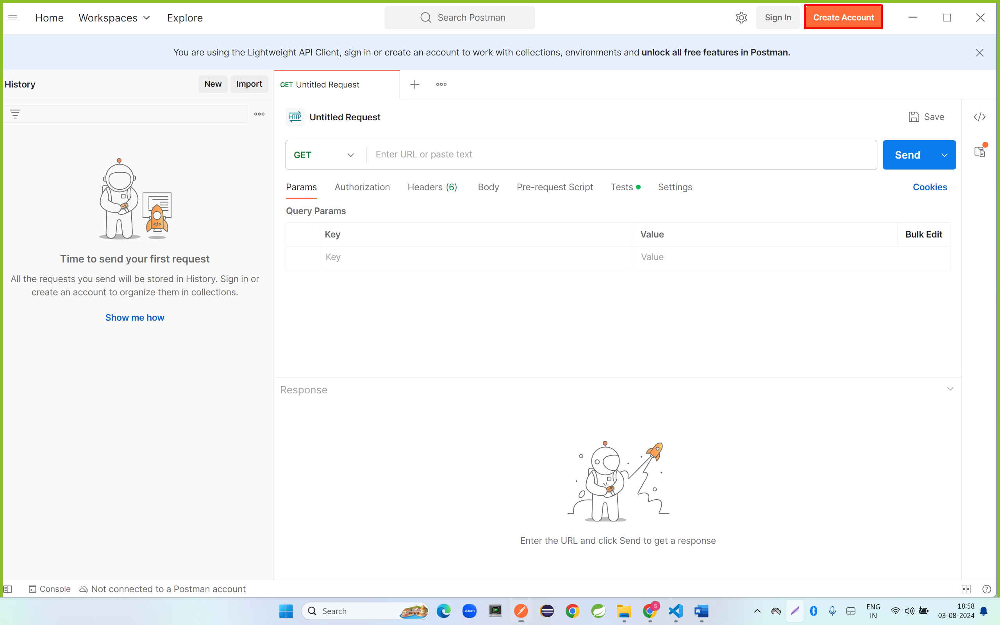 Home Workspaces Explore Search Postman Sign In Create Account
You are using the Lightweight API Client, sign in or create an account to work with collections, environments and unlock all free features in Postman.
History New Import
GET Untitled Request
HTTP Untitled Request Save
GET Enter URL or paste text Send
Params Authorization Headers (6) Body Pre-request Script Tests Settings Cookies
Query Params
Key Value Bulk Edit
Key Value
</>
Time to send your first request
All the requests you send will be stored in History. Sign in or
create an account to organize them in collections.
Show me how
Response
Enter the URL and click Send to get a response
Console Not connected to a Postman account
Search zoom S W ENG
IN
18:58
03-08-2024